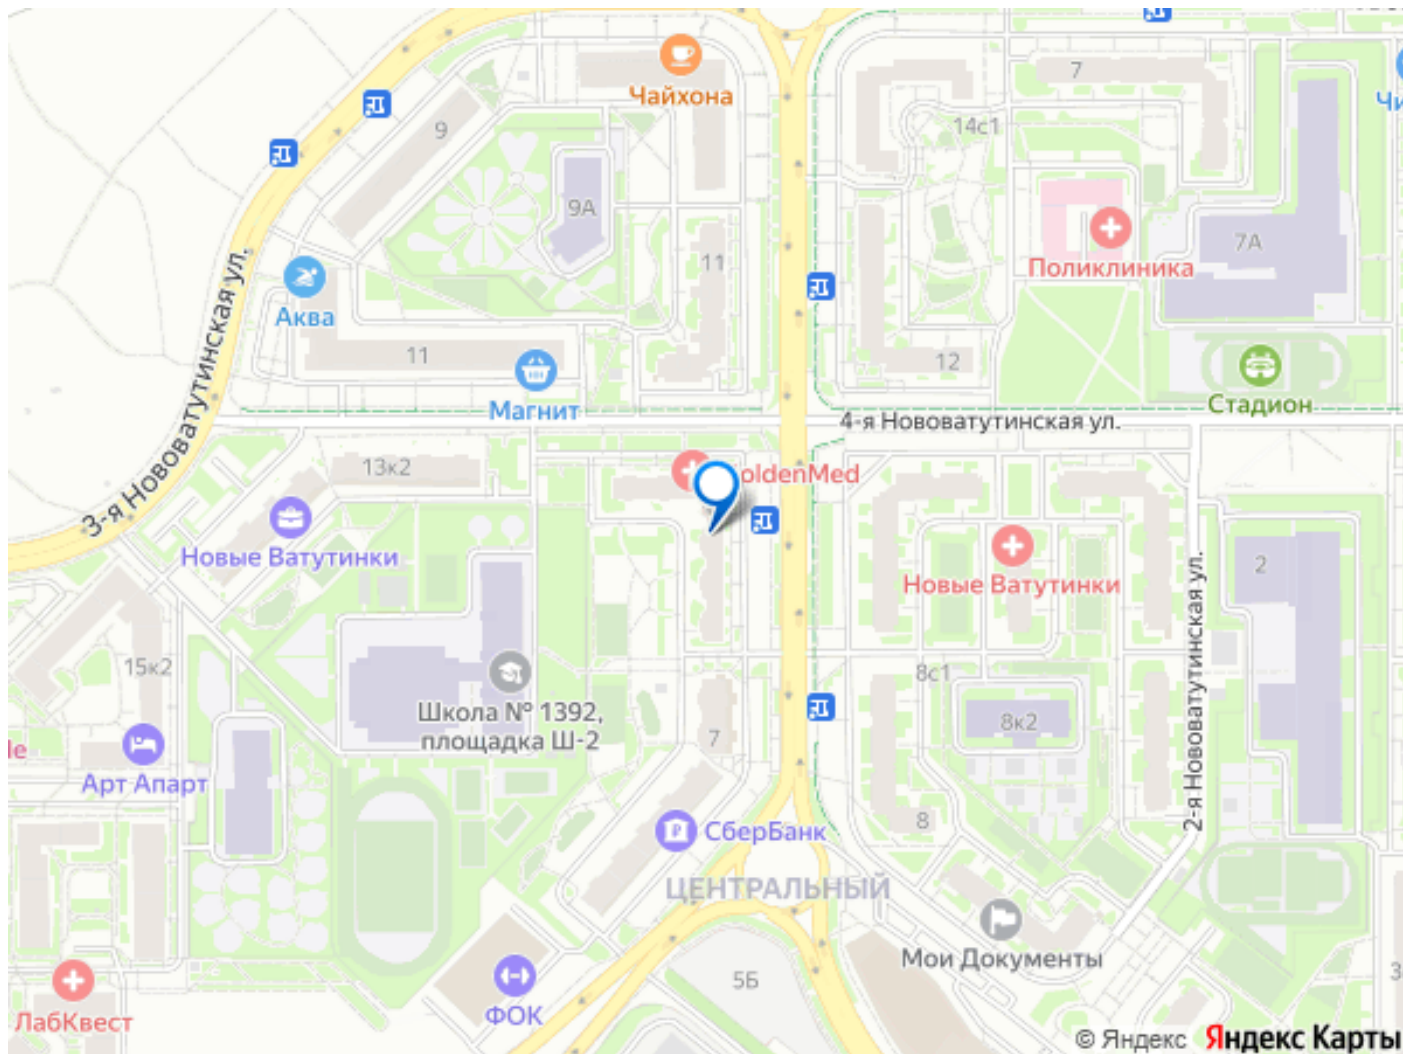 Чайхона
7
Чи
9
14с1
9А
7А
Поликлиника
11
Аква
3-я Нововатутинская ул.
11
12
Магнит
Стадион
4-я Нововатутинская ул.
13к2
oldenMed
Новые Ватутинки
Новые Ватутинки
2
2-я Нововатутинская ул.
15к2
8с1
Школа № 1392,
площадка Ш-2
7
8к2
Арт Апарт
СберБанк
8
ЦЕНТРАЛЬНЫЙ
Мои Документы
5Б
3
ФОК
ЛабКвест
© Яндекс Яндекс Карты